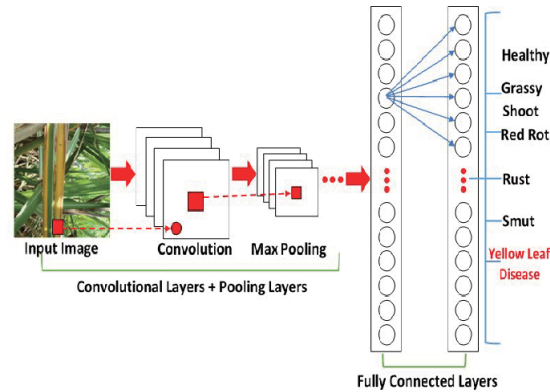 Healthy
Grassy
Shoot
Red Rot
Rust
Smut
Yellow Leaf
Disease
Input Image
Convolution
Max Pooling
Convolutional Layers + Pooling Layers
Fully Connected Layers